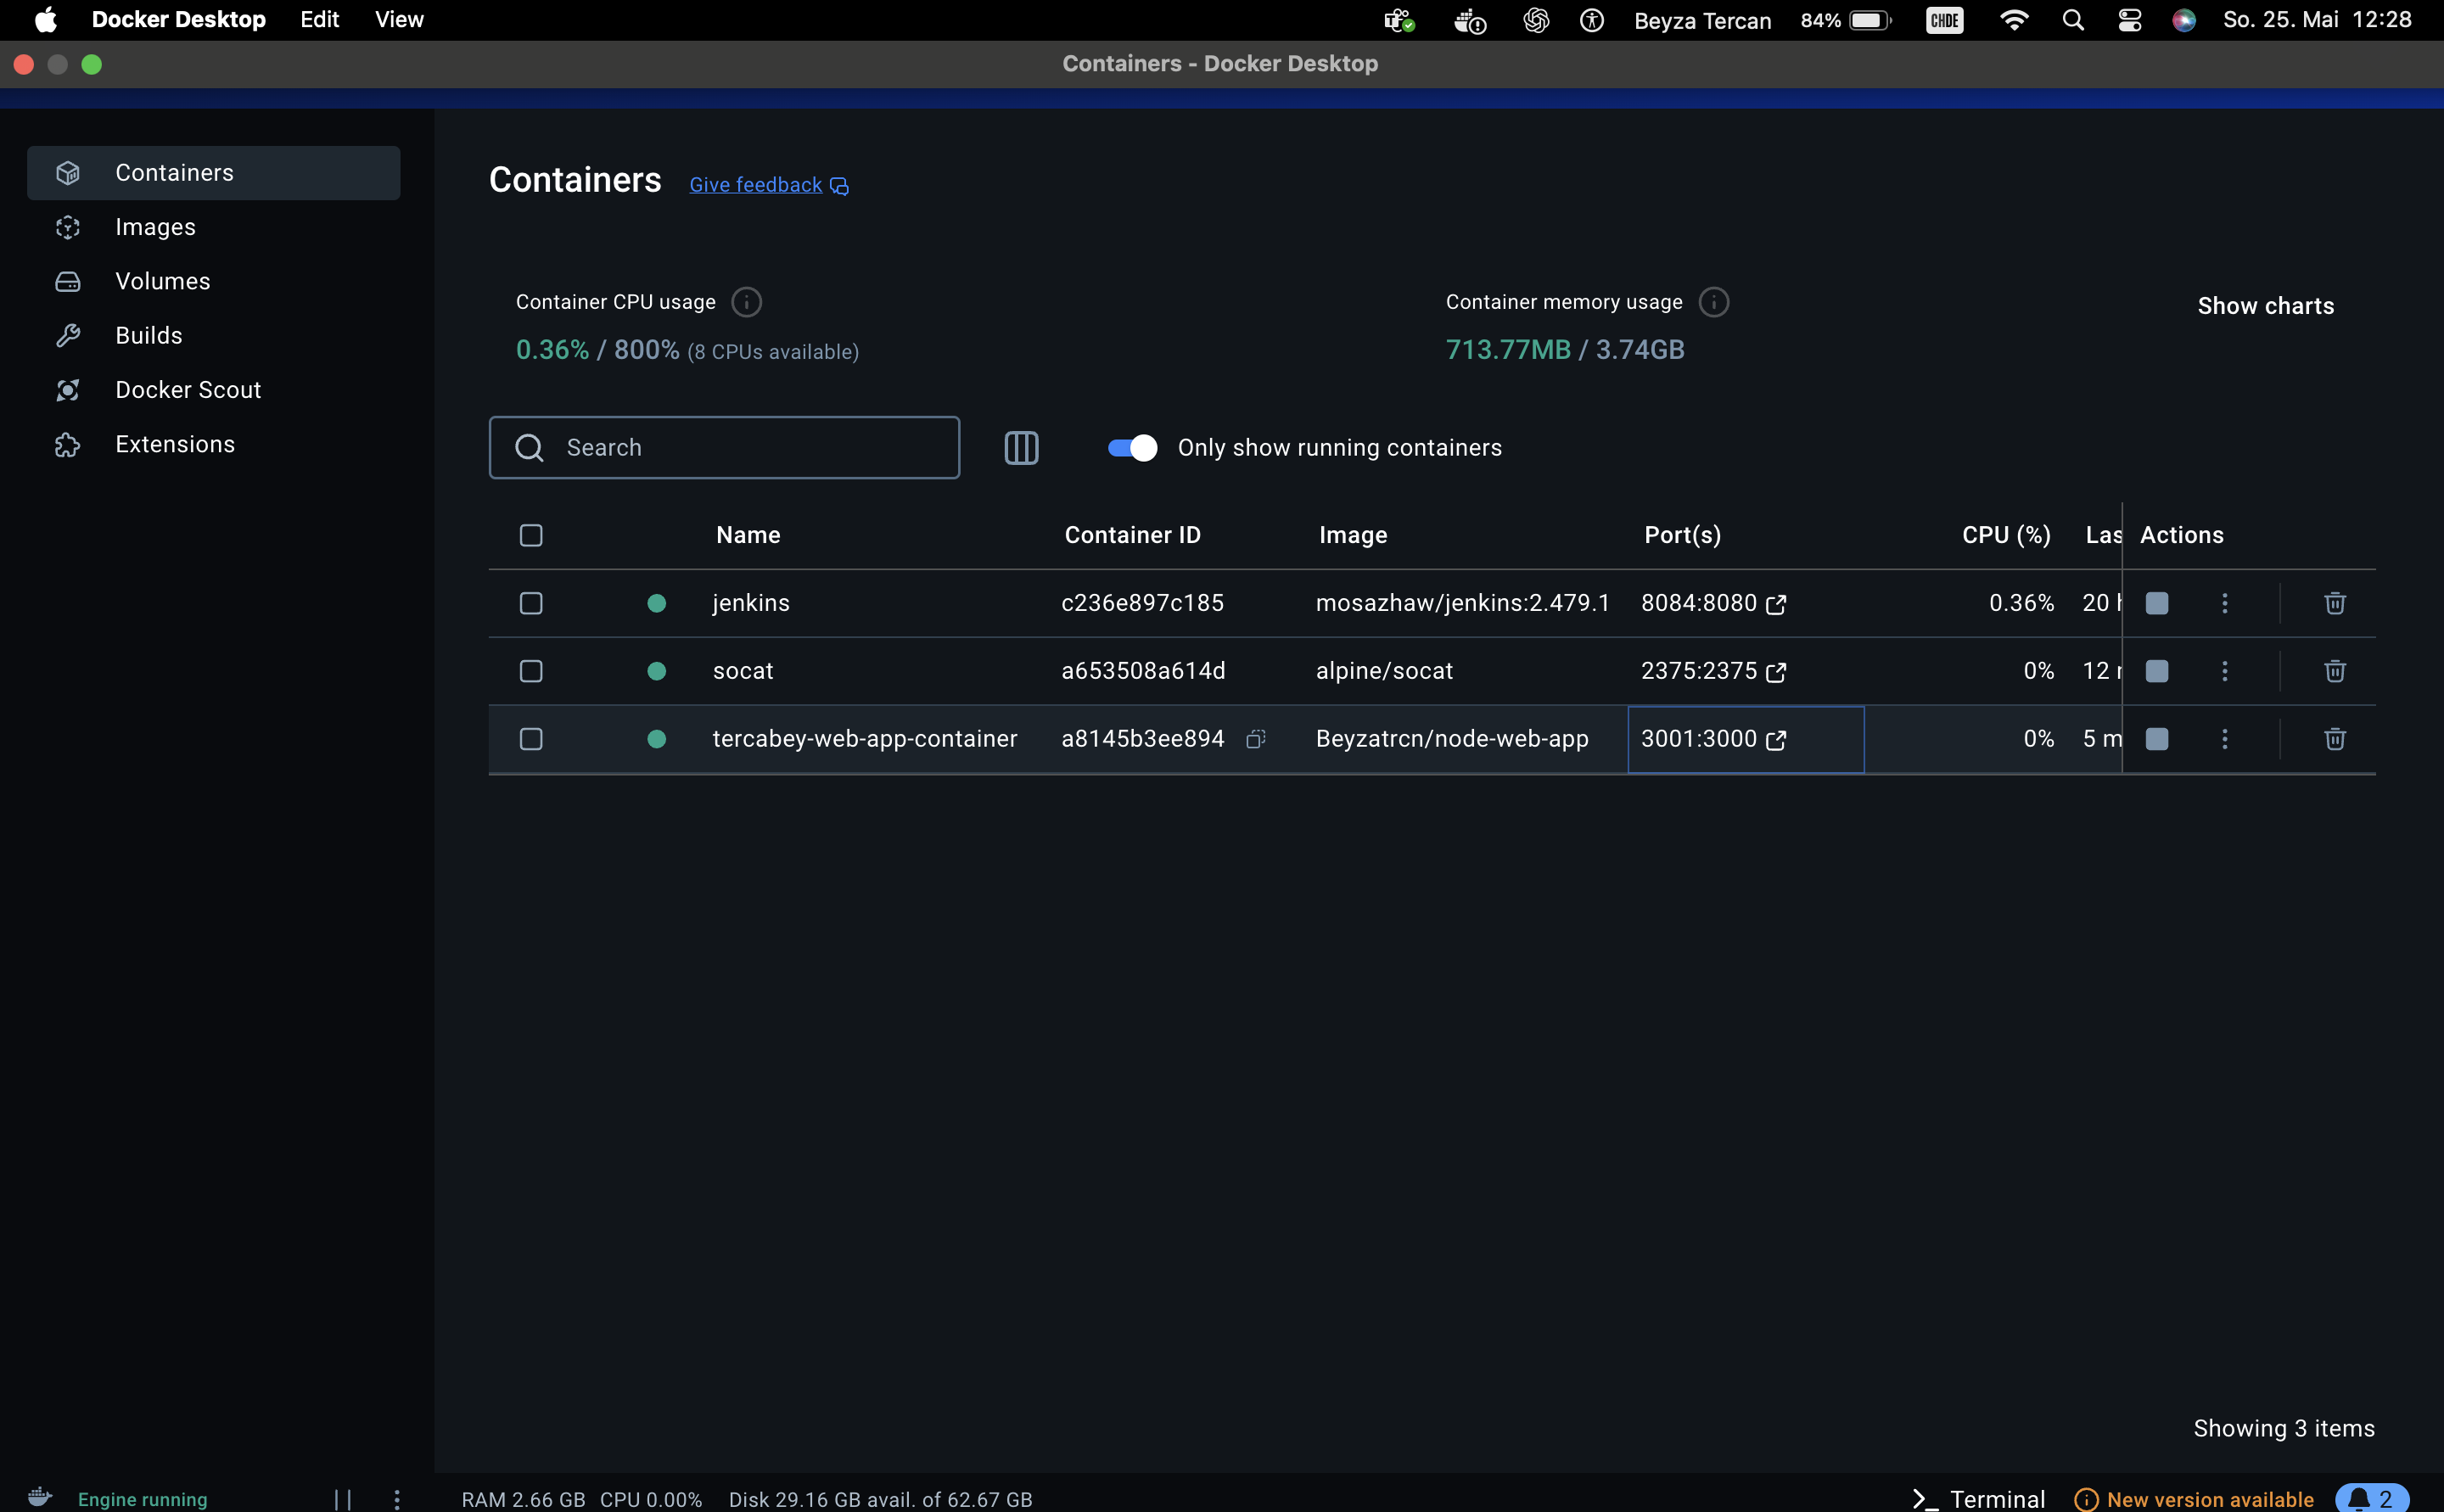 Docker Desktop Edit View Beyza Tercan 84% CHDE So. 25. Mai 12:28
Containers - Docker Desktop
Containers
Images
Volumes
Builds
Docker Scout
Extensions
Containers Give feedback
Container CPU usage
0.36% / 800% (8 CPUs available)
Container memory usage
713.77MB / 3.74GB
Show charts
Search
Only show running containers
Name Container ID Image Port(s) CPU (%) Las Actions
jenkins c236e897c185 mosazhaw/jenkins:2.479.1 8084:8080 0.36% 20
socat a653508a614d alpine/socat 2375:2375 0% 12
tercabey-web-app-container a8145b3ee894 Beyzatrcn/node-web-app 3001:3000 0% 5 m
Showing 3 items
Engine running RAM 2.66 GB CPU 0.00% Disk 29.16 GB avail. of 62.67 GB Terminal New version available 2